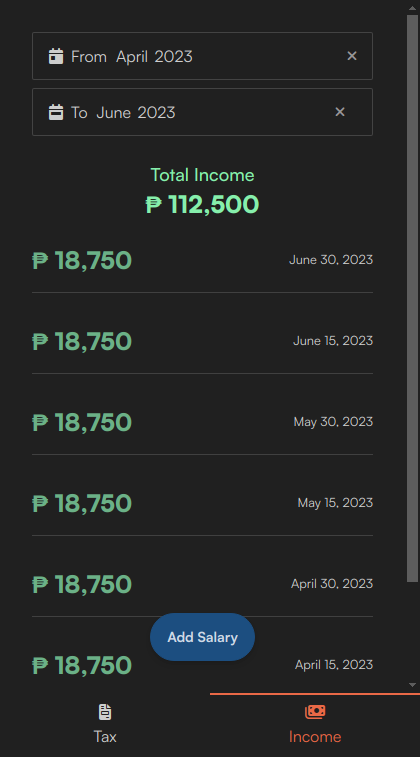 From April 2023 ×
To June 2023 ×
Total Income
₱ 112,500
₱ 18,750 June 30, 2023
₱ 18,750 June 15, 2023
₱ 18,750 May 30, 2023
₱ 18,750 May 15, 2023
₱ 18,750 April 30, 2023
Add Salary
₱ 18,750 April 15, 2023
Tax Income